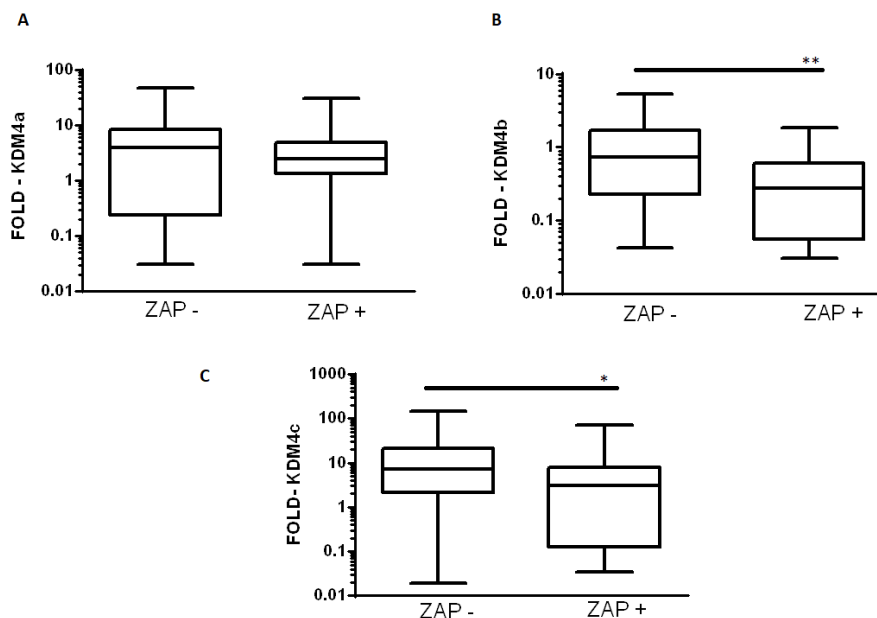 A
FOLD - KDM4a
100
10
1
0.1
0.01
ZAP -
ZAP +
B
FOLD - KDM4b
**
10
1
0.1
0.01
ZAP -
ZAP +
C
FOLD- KDM4c
*
1000
100
10
1
0.1
0.01
ZAP -
ZAP +